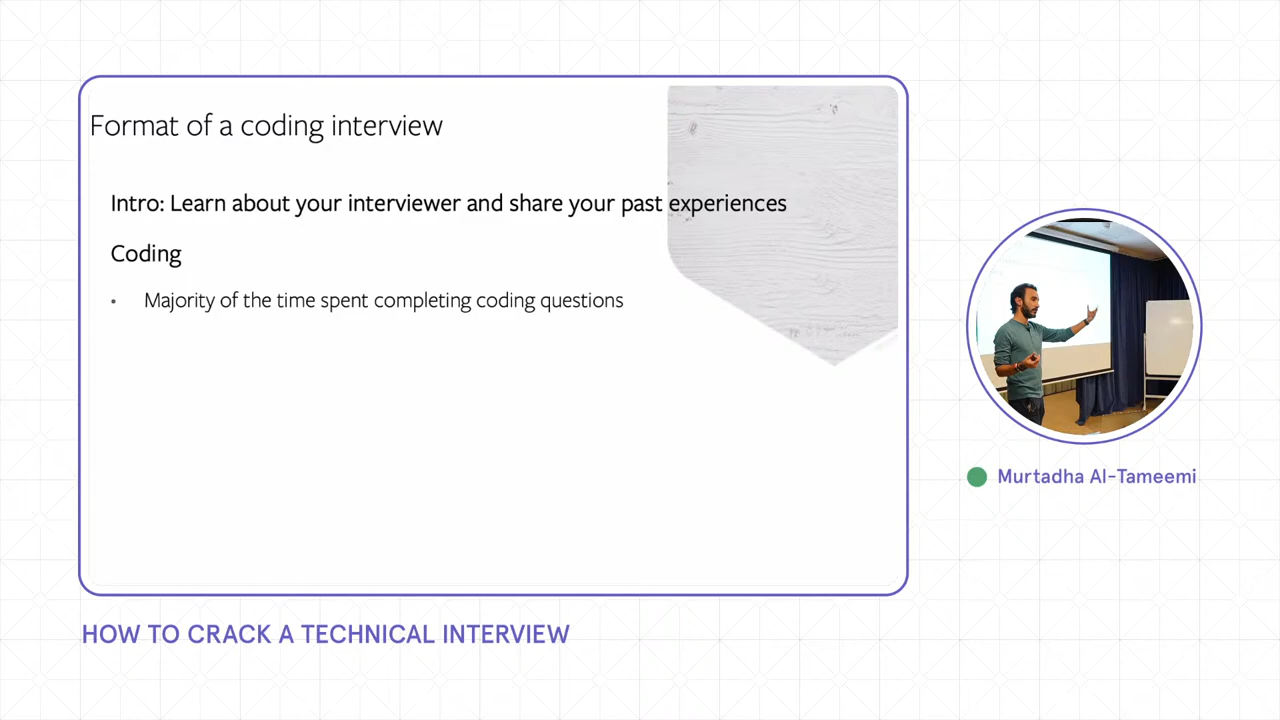 Format of a coding interview
Intro: Learn about your interviewer and share your past experiences
Coding
• Majority of the time spent completing coding questions
Murtadha Al-Tameemi
HOW TO CRACK A TECHNICAL INTERVIEW